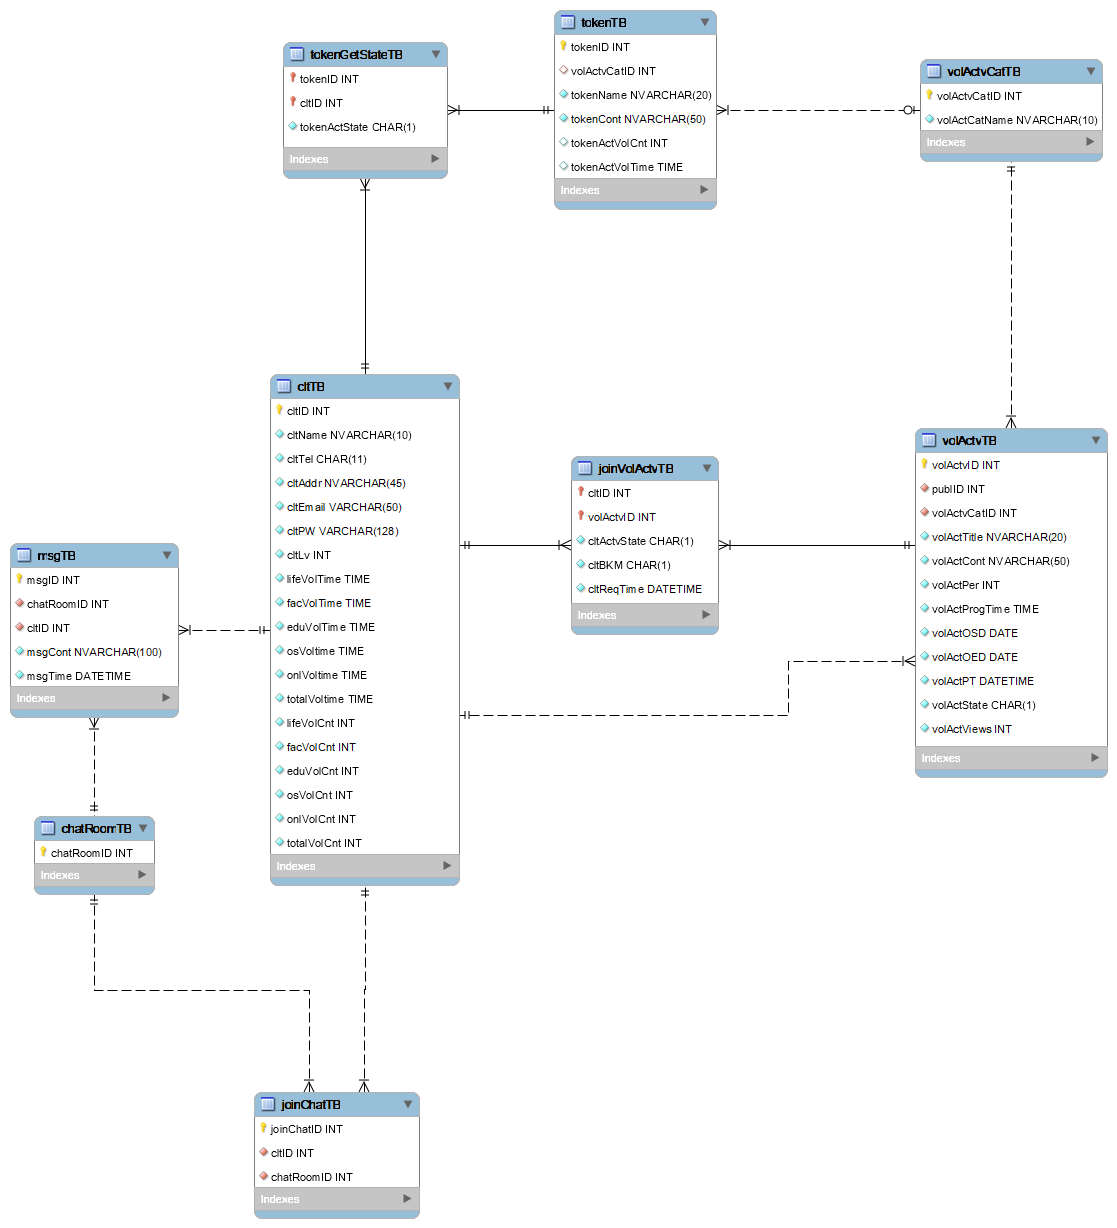 tokenGetStateTB
tokenID INT
cltID INT
tokenActState CHAR(1)
Indexes
tokenTB
tokenID INT
volActvCatID INT
tokenName NVARCHAR(20)
tokenCont NVARCHAR(50)
tokenActVolCnt INT
tokenActVolTime TIME
Indexes
volActvCatTB
volActvCatID INT
volActCatName NVARCHAR(10)
Indexes
cltTB
cltID INT
cltName NVARCHAR(10)
cltTel CHAR(11)
cltAddr NVARCHAR(45)
cltEmail VARCHAR(50)
cltPW VARCHAR(128)
cltLv INT
lifeVolTime TIME
facVolTime TIME
eduVolTime TIME
osVoltime TIME
onlVoltime TIME
totalVoltime TIME
lifeVolCnt INT
facVolCnt INT
eduVolCnt INT
osVolCnt INT
onlVolCnt INT
totalVolCnt INT
Indexes
joinVolActvTB
cltID INT
volActvID INT
cltActvState CHAR(1)
cltBKM CHAR(1)
cltReqTime DATETIME
Indexes
volActvTB
volActvID INT
publID INT
volActvCatID INT
volActTitle NVARCHAR(20)
volActCont NVARCHAR(50)
volActPer INT
volActProgTime TIME
volActOSD DATE
volActOED DATE
volActPT DATETIME
volActState CHAR(1)
volActViews INT
Indexes
msgTB
msgID INT
chatRoomID INT
cltID INT
msgCont NVARCHAR(100)
msgTime DATETIME
Indexes
chatRoomTB
chatRoomID INT
Indexes
joinChatTB
joinChatID INT
cltID INT
chatRoomID INT
Indexes